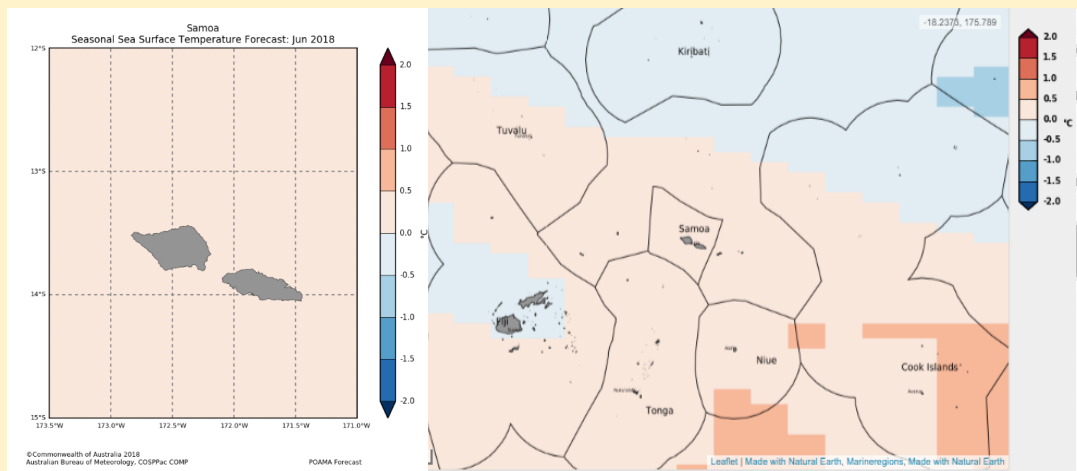 Samoa
Seasonal Sea Surface Temperature Forecast: Jun 2018
12°S
13°S
14°S
15°S
173.5°W
173.0°W
172.5°W
172.0°W
171.5°W
171.0°W
2.0
1.5
1.0
0.5
0.0
-0.5
-1.0
-1.5
-2.0
°C
©Commonwealth of Australia 2018
Australian Bureau of Meteorology, COSPPac COMP
POAMA Forecast
-18.2373, 175.789
Kiribati
Tuvalu
Samoa
Fiji
Niue
Cook Islands
Tonga
2.0
1.5
1.0
0.5
0.0
-0.5
-1.0
-1.5
-2.0
°C
Leaflet | Made with Natural Earth, Marineregions, Made with Natural Earth